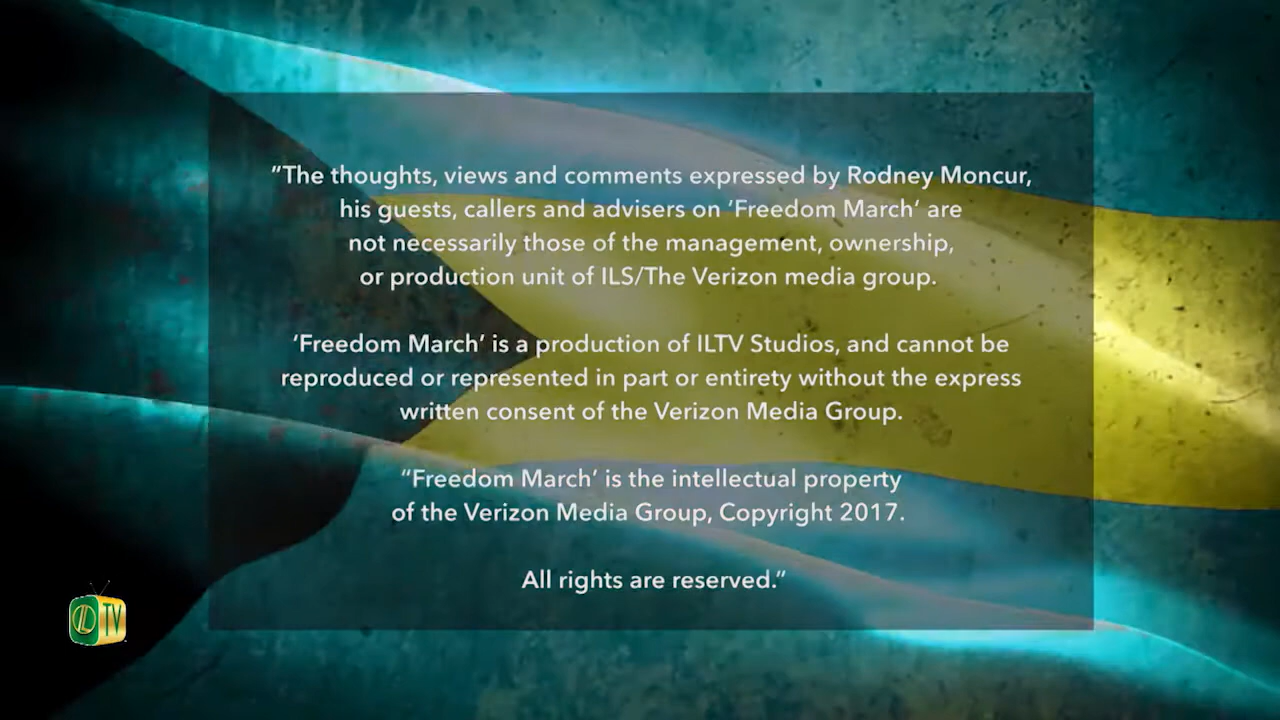 “The thoughts, views and comments expressed by Rodney Moncur,
his guests, callers and advisers on ‘Freedom March‘ are
not necessarily those of the management, ownership,
or production unit of ILS/The Verizon media group.
‘Freedom March’ is a production of ILTV Studios, and cannot be
reproduced or represented in part or entirety without the express
written consent of the Verizon Media Group.
“Freedom March’ is the intellectual property
of the Verizon Media Group, Copyright 2017.
All rights are reserved.”
IL TV